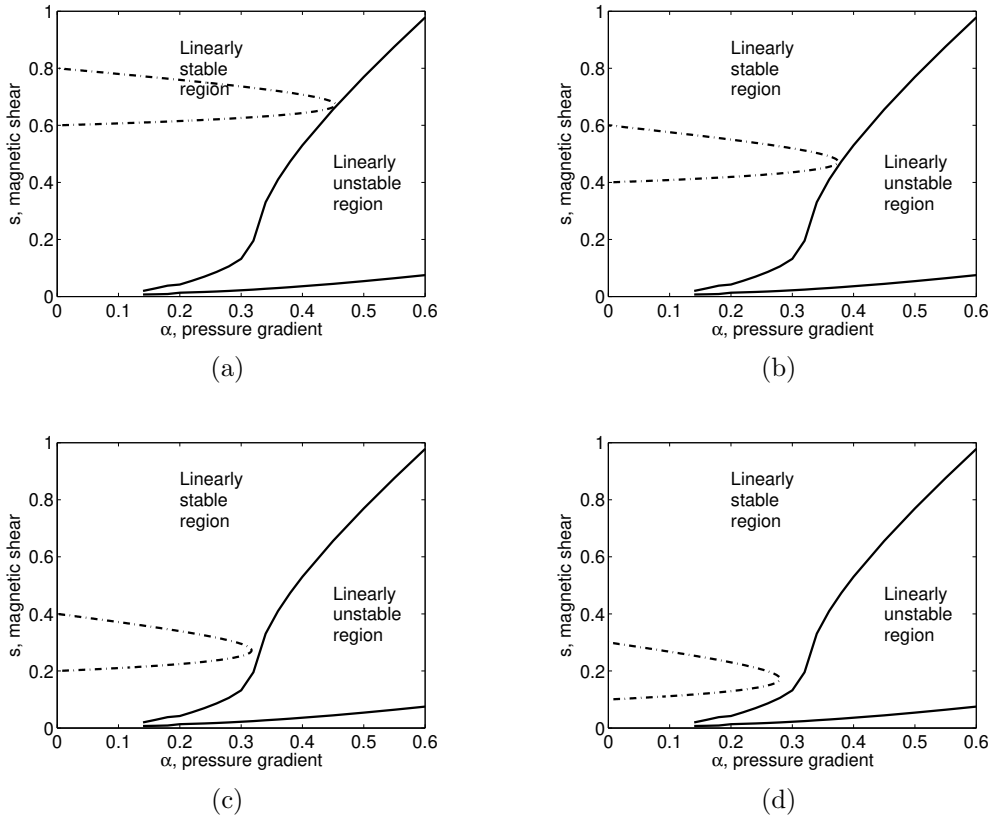 1
0.8
0.6
0.4
0.2
0
s, magnetic shear
Linearly
stable
region
Linearly
unstable
region
0 0.1 0.2 0.3 0.4 0.5 0.6
α, pressure gradient
(a)
1
0.8
0.6
0.4
0.2
0
s, magnetic shear
Linearly
stable
region
Linearly
unstable
region
0 0.1 0.2 0.3 0.4 0.5 0.6
α, pressure gradient
(b)
1
0.8
0.6
0.4
0.2
0
s, magnetic shear
Linearly
stable
region
Linearly
unstable
region
0 0.1 0.2 0.3 0.4 0.5 0.6
α, pressure gradient
(c)
1
0.8
0.6
0.4
0.2
0
s, magnetic shear
Linearly
stable
region
Linearly
unstable
region
0 0.1 0.2 0.3 0.4 0.5 0.6
α, pressure gradient
(d)